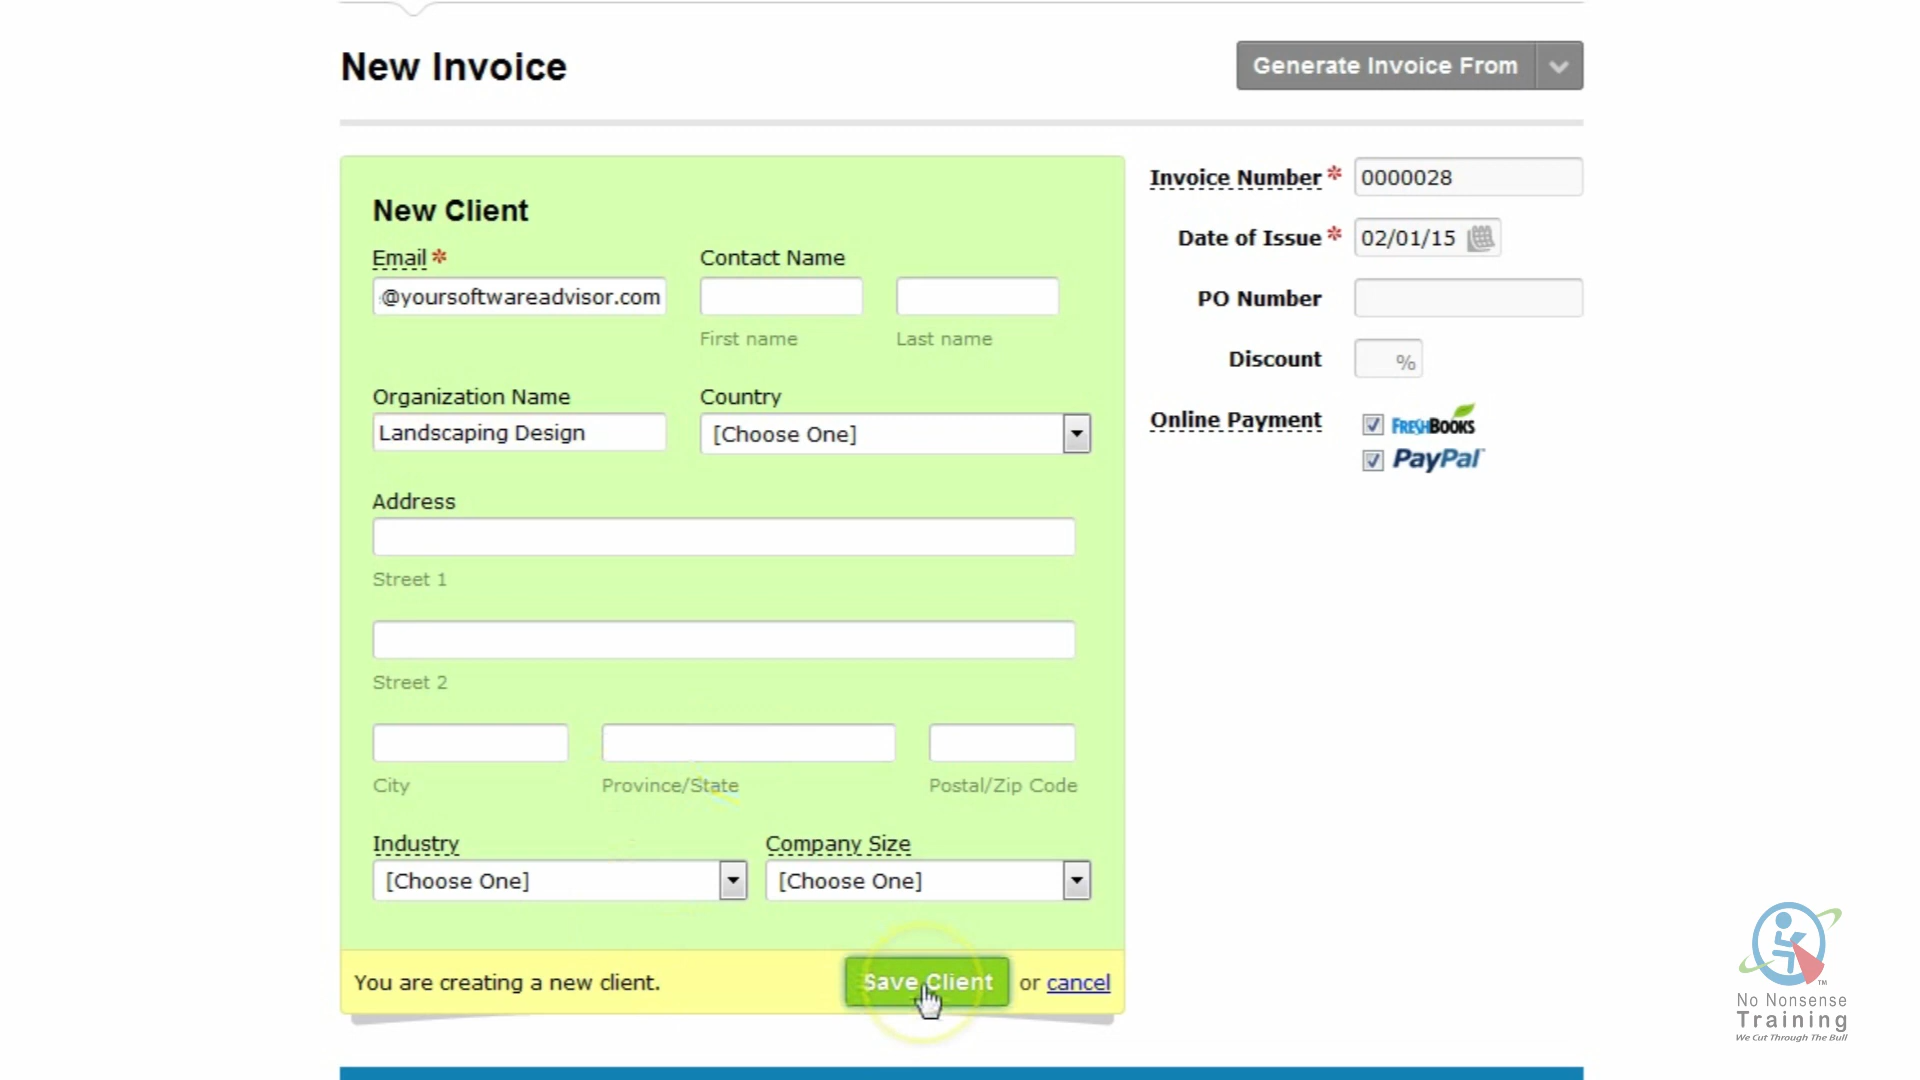 New Invoice
Generate Invoice From
New Client
Email *
Contact Name
@yoursoftwareadvisor.com
First name
Last name
Organization Name
Country
Landscaping Design
[Choose One]
Address
Street 1
Street 2
City
Province/State
Postal/Zip Code
Industry
Company Size
[Choose One]
[Choose One]
You are creating a new client.
Save Client
or cancel
Invoice Number *
0000028
Date of Issue *
02/01/15
PO Number
Discount
%
Online Payment
FRESHBOOKS
PayPal™
No Nonsense
Training
We Cut Through The Bull
TM